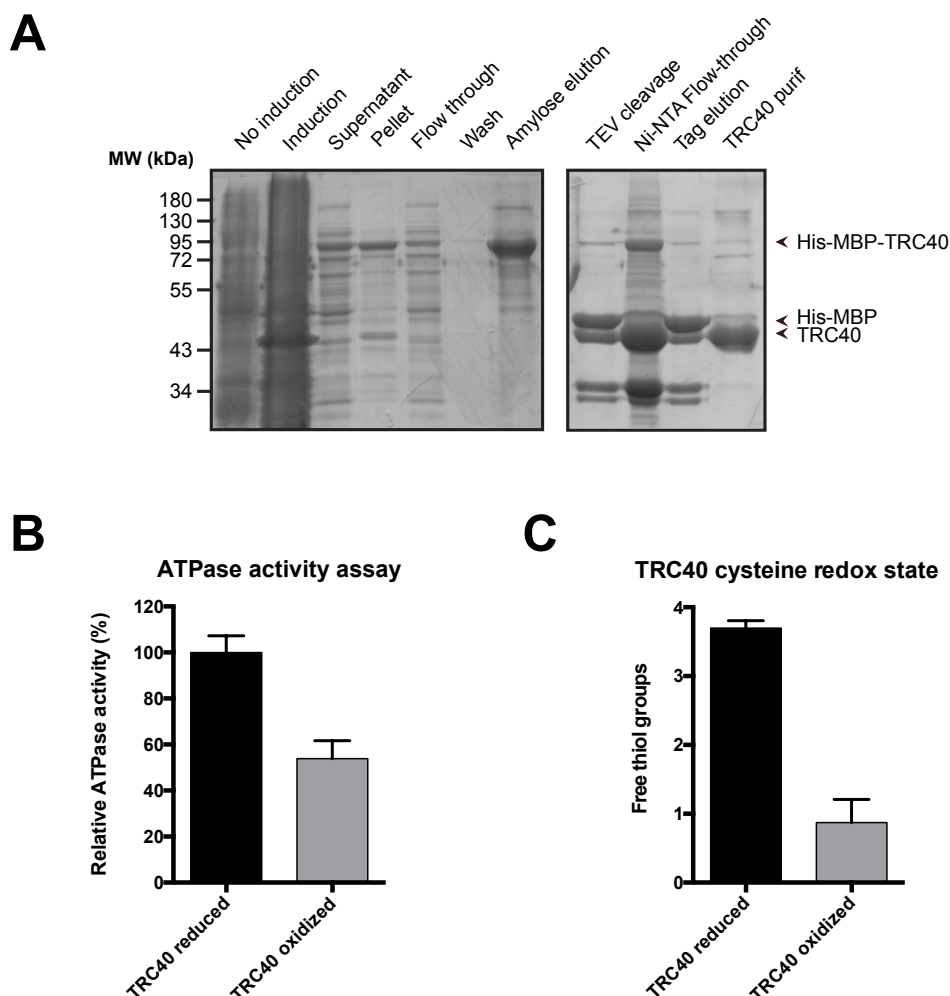 A
No induction
Induction
Supernatant
Pellet
Flow through
Wash
Amylose elution
TEV cleavage
Ni-NTA Flow-through
Tag elution
TRC40 purif
MW (kDa)
180
130
95
72
55
43
34
His-MBP-TRC40
His-MBP
TRC40
B
ATPase activity assay
Relative ATPase activity (%)
120
100
80
60
40
20
0
TRC40 reduced
TRC40 oxidized
C
TRC40 cysteine redox state
Free thiol groups
4
3
2
1
0
TRC40 reduced
TRC40 oxidized